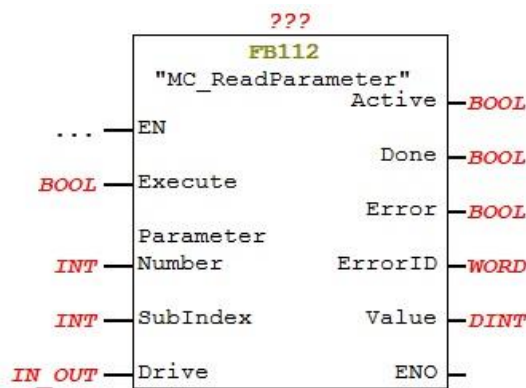 ???
FB112
"MC_ReadParameter"
Active BOOL
... EN
Done BOOL
BOOL Execute
Error BOOL
Parameter
INT Number ErrorID WORD
INT SubIndex Value DINT
IN_OUT Drive ENO